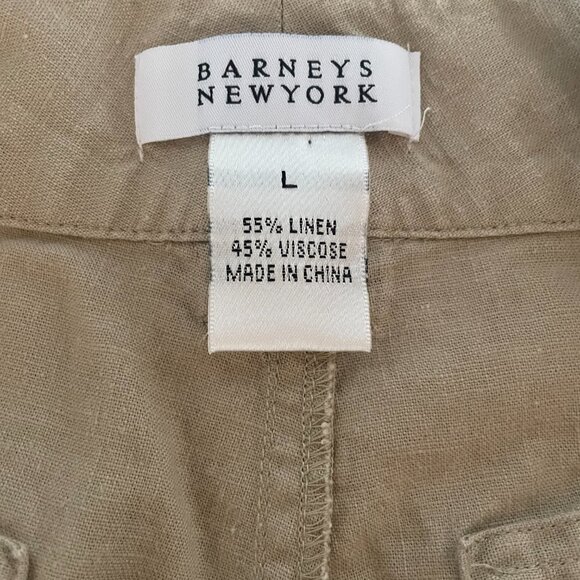 BARNEYS
NEWYORK
L
55% LINEN
45% VISCOSE
MADE IN CHINA